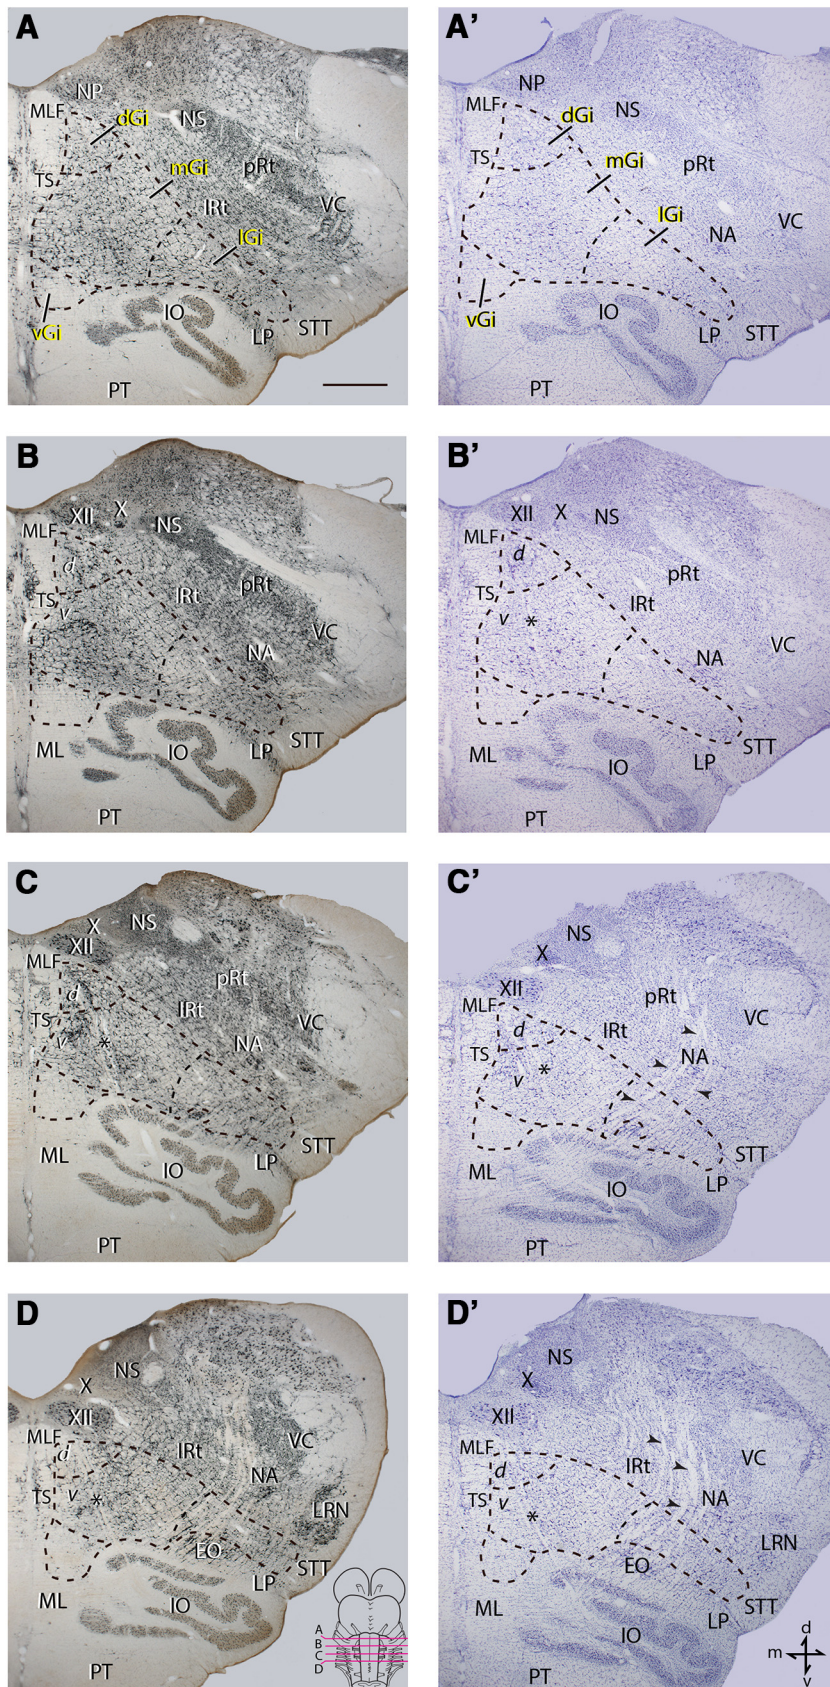 A
NP
MLF
dGi
NS
TS
mGi
pRt
IRt
VC
lGi
vGi
IO
LP
STT
PT
A’
NP
MLF
NS
dGi
TS
mGi
pRt
lGi
NA
VC
vGi
IO
LP
STT
PT
B
XII
X
NS
MLF
d
TS
v
IRt
pRt
VC
NA
ML
IO
LP
STT
PT
B’
XII
X
NS
MLF
d
TS
v
*
IRt
pRt
NA
VC
ML
IO
LP
STT
PT
C
X
NS
XII
MLF
d
TS
v
*
pRt
IRt
NA
VC
ML
IO
LP
STT
PT
C’
X
NS
XII
MLF
d
TS
v
*
pRt
IRt
NA
VC
ML
IO
LP
STT
PT
D
NS
X
XII
MLF
d
TS
v
*
IRt
VC
NA
LRN
EO
STT
LP
ML
IO
PT
A
B
C
D
D’
NS
X
XII
MLF
d
TS
v
*
IRt
VC
NA
LRN
EO
STT
LP
ML
IO
PT
d
m
v